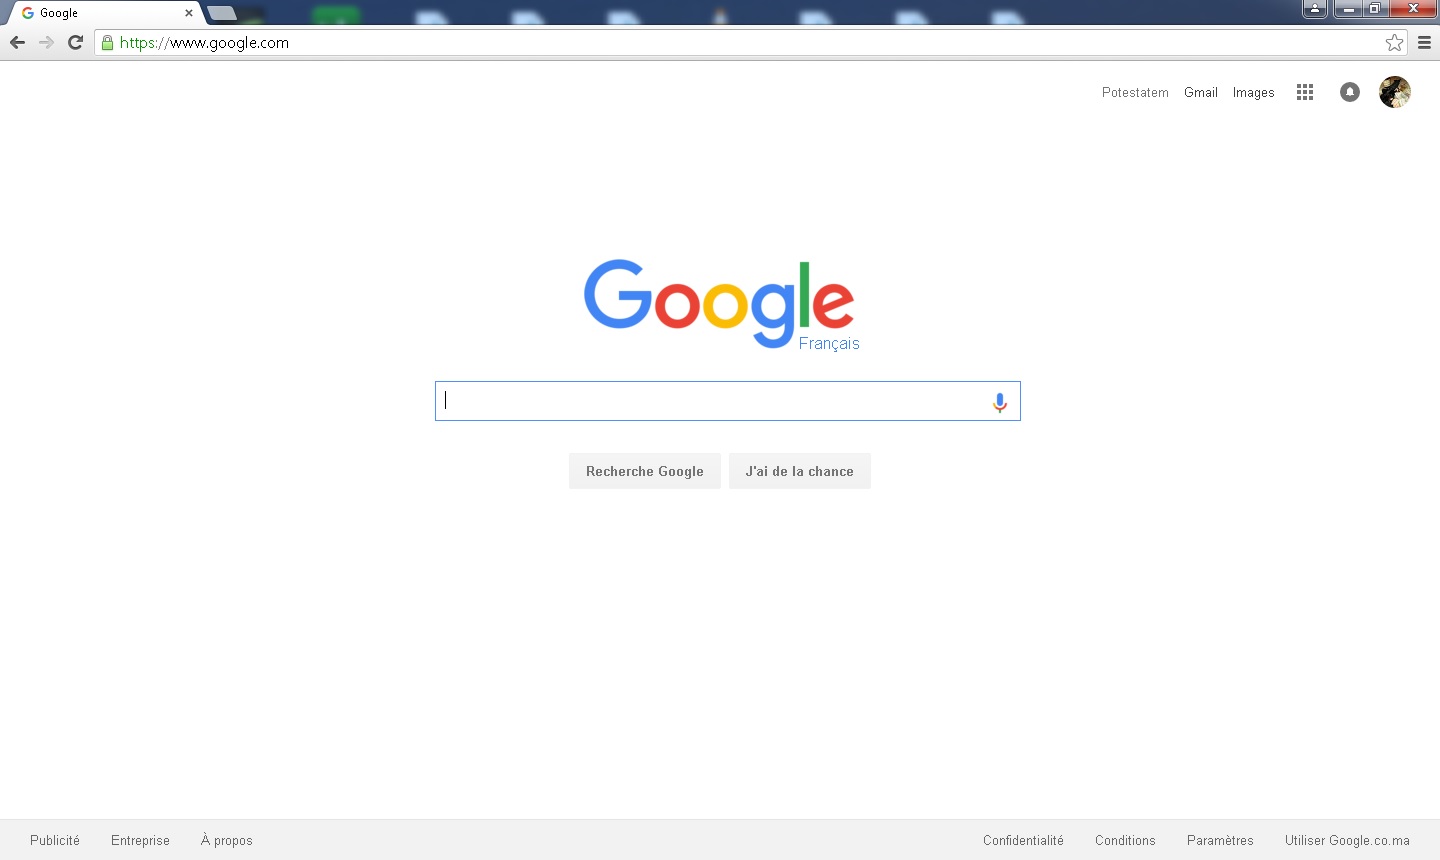 Google
https://www.google.com
Potestatem Gmail Images
Google
Français
Recherche Google J'ai de la chance
Publicité Entreprise À propos Confidentialité Conditions Paramètres Utiliser Google.co.ma